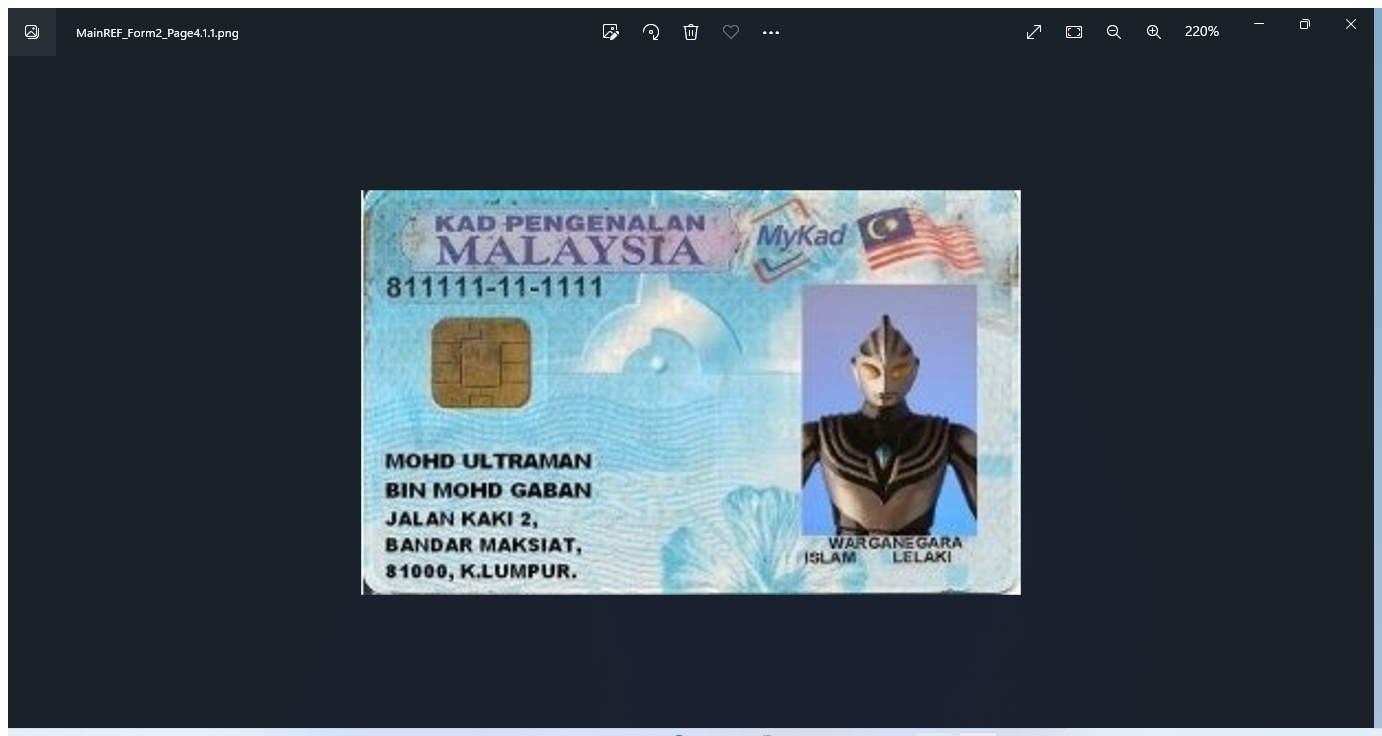 MainREF_Form2_Page4.1.1.png
220%
KAD PENGENALAN
MALAYSIA
MyKad
811111-11-1111
MOHD ULTRAMAN
BIN MOHD GABAN
JALAN KAKI 2,
BANDAR MAKSIAT,
81000, K.LUMPUR.
WARGANEGARA
ISLAM LELAKI